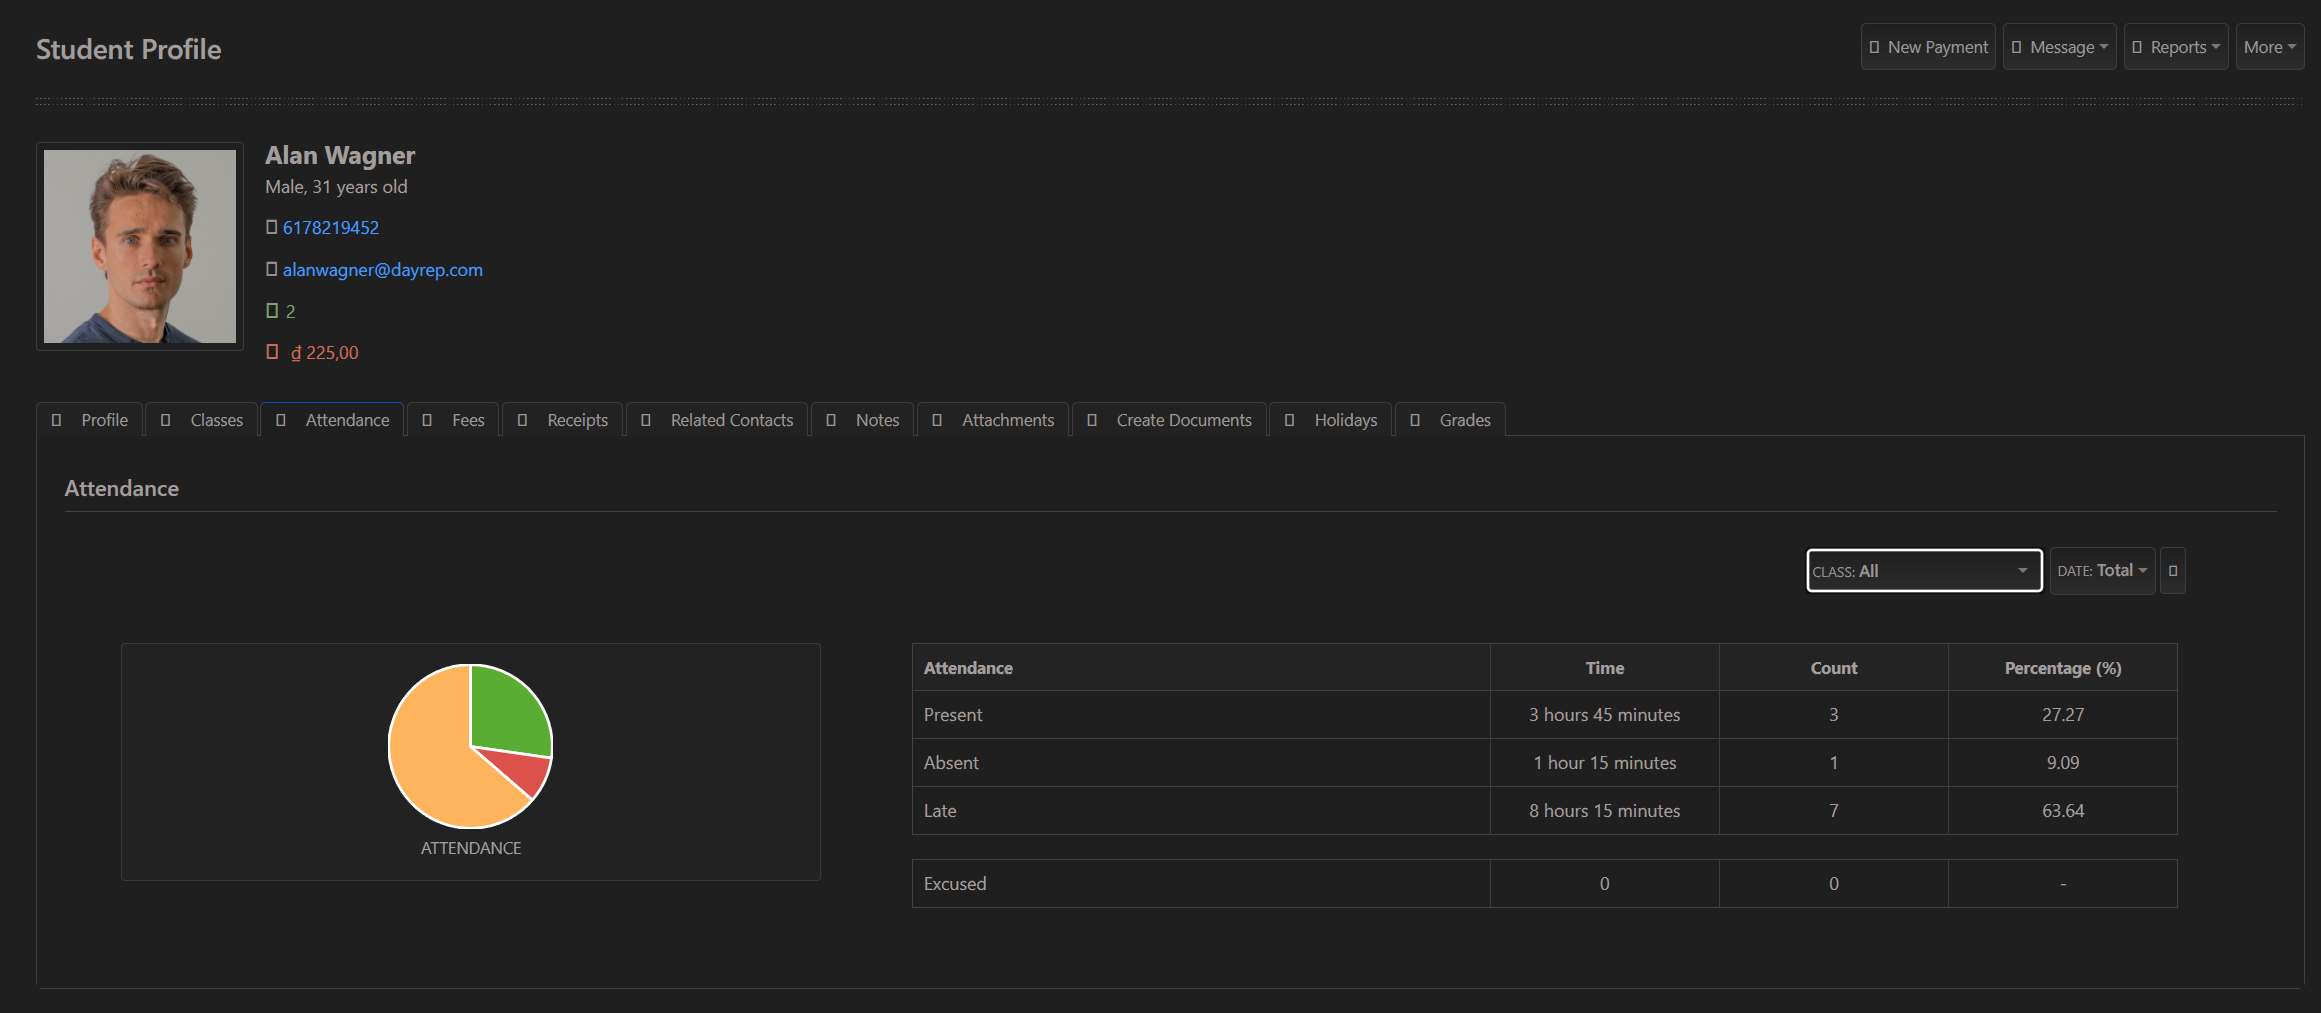 Student Profile
New Payment
Message
Reports
More
Alan Wagner
Male, 31 years old
6178219452
alanwagner@dayrep.com
2
₫ 225,00
Profile
Classes
Attendance
Fees
Receipts
Related Contacts
Notes
Attachments
Create Documents
Holidays
Grades
Attendance
CLASS: All
DATE: Total
ATTENDANCE
Attendance Time Count Percentage (%)
Present 3 hours 45 minutes 3 27.27
Absent 1 hour 15 minutes 1 9.09
Late 8 hours 15 minutes 7 63.64
Excused 0 0 -